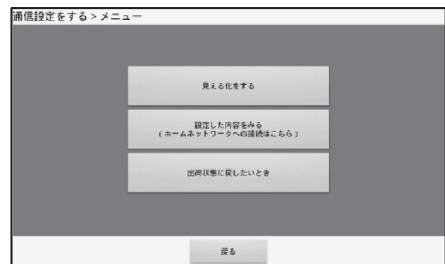 通信設定をする > メニュー
見える化をする
設定した内容をみる
(ホームネットワークへの接続はこちら)
出荷状態に戻したいとき
戻る